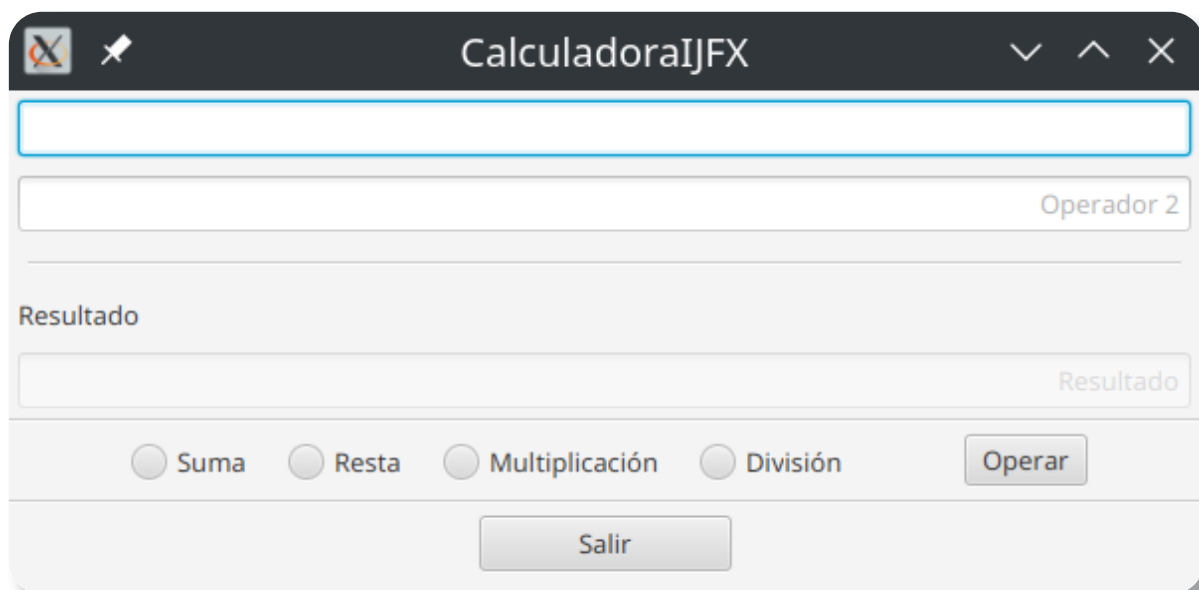 CalculadoraIJFX
Operador 2
Resultado
Resultado
Suma Resta Multiplicación División Operar
Salir